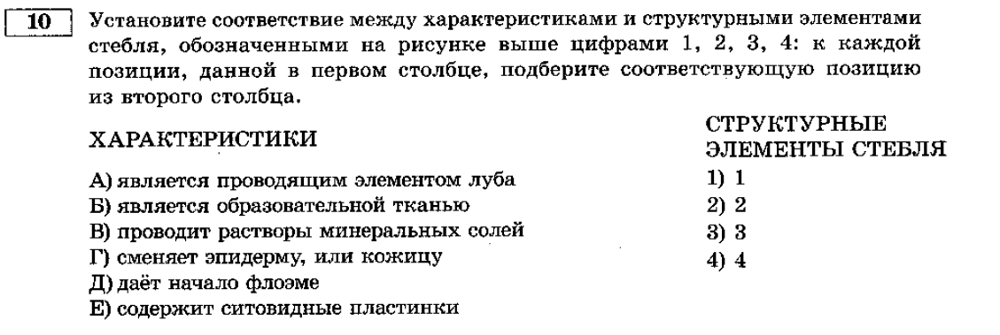 10 Установите соответствие между характеристиками и структурными элементами
стебля, обозначенными на рисунке выше цифрами 1, 2, 3, 4: к каждой
позиции, данной в первом столбце, подберите соответствующую позицию
из второго столбца.
ХАРАКТЕРИСТИКИ
А) является проводящим элементом луба
Б) является образовательной тканью
В) проводит растворы минеральных солей
Г) сменяет эпидерму, или кожицу
Д) даёт начало флоэме
Е) содержит ситовидные пластинки
СТРУКТУРНЫЕ
ЭЛЕМЕНТЫ СТЕБЛЯ
1) 1
2) 2
3) 3
4) 4